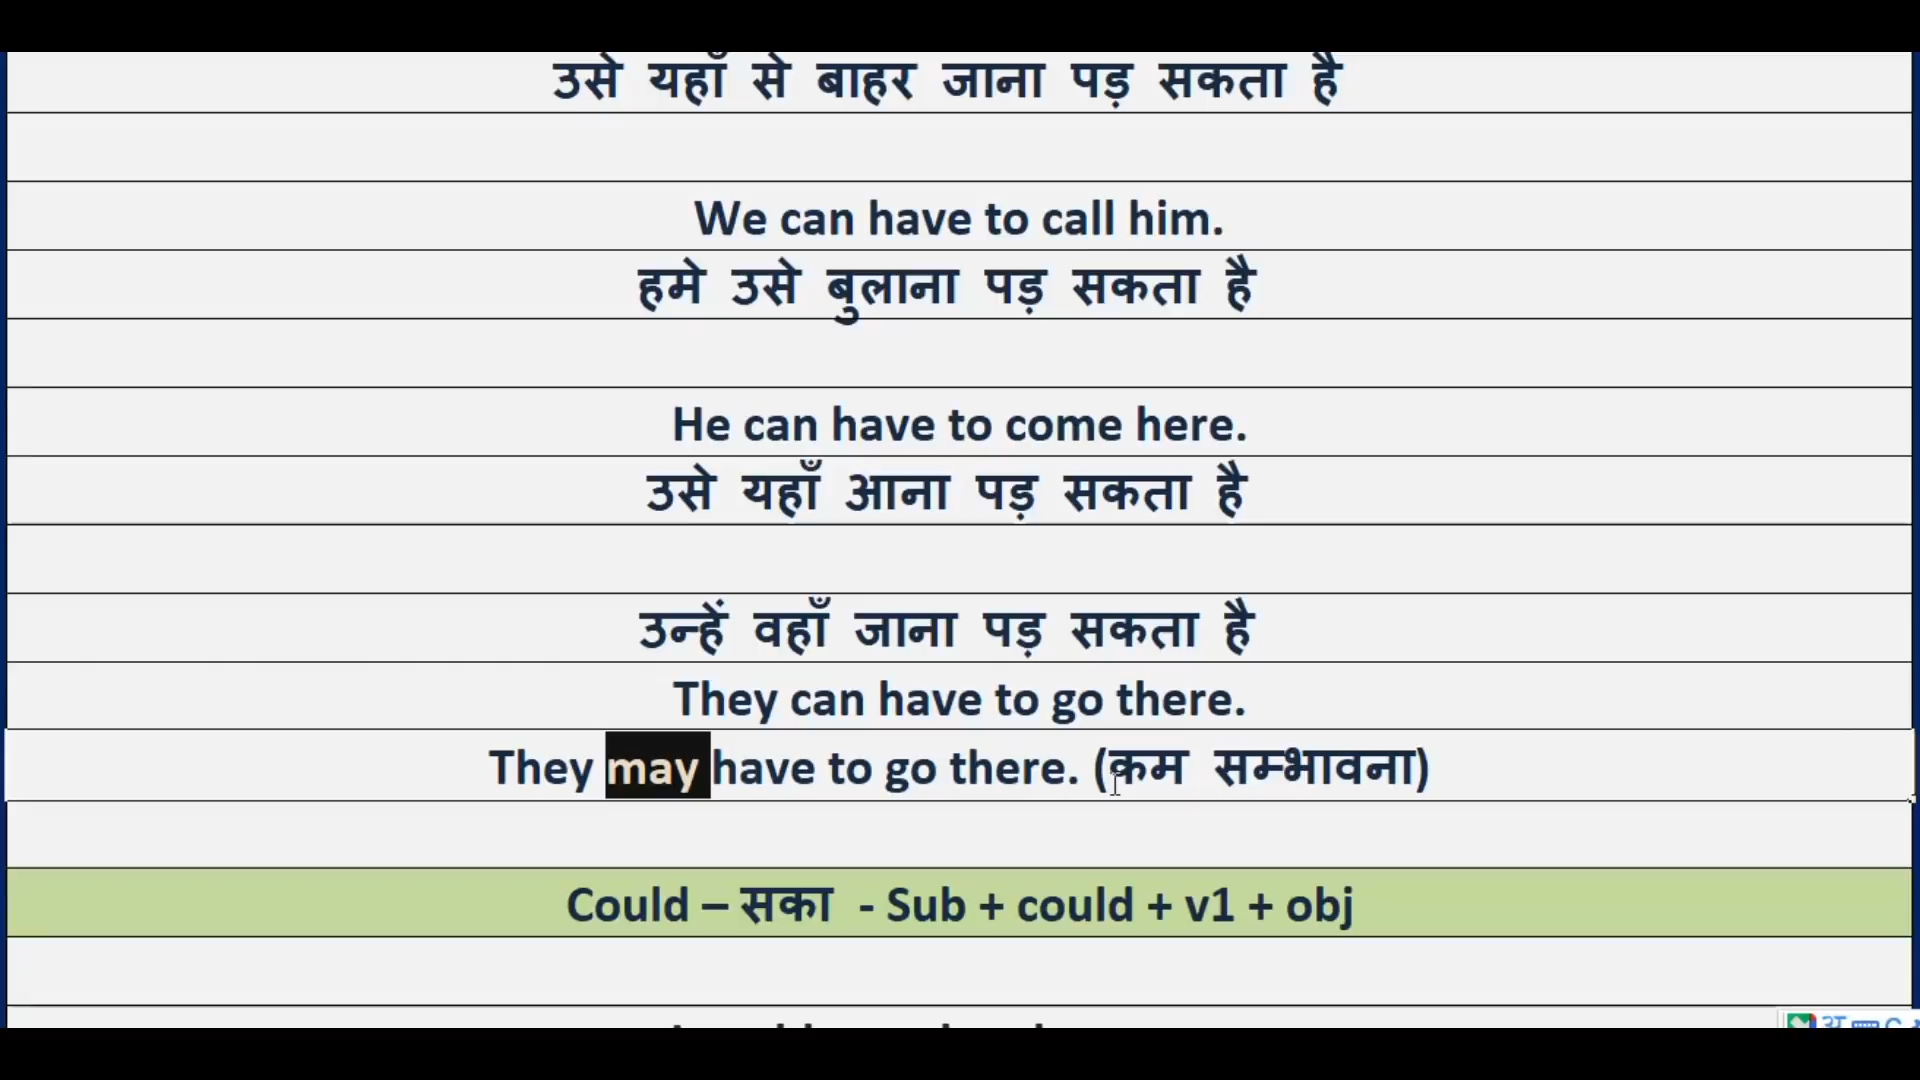 उसे यहाँ से बाहर जाना पड़ सकता है
We can have to call him.
हमे उसे बुलाना पड़ सकता है
He can have to come here.
उसे यहाँ आना पड़ सकता है
उन्हें वहाँ जाना पड़ सकता है
They can have to go there.
They may have to go there. (कम सम्भावना)
Could – सका - Sub + could + v1 + obj